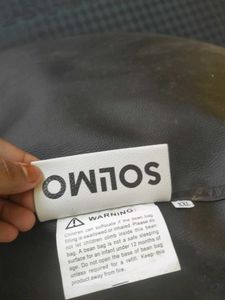 SOLIMO
WARNING:
Children can suffocate if the bean bag
filling is swallowed or inhaled. Please do
not let children climb inside this bean
bag. A bean bag is not a safe sleeping
surface for an infant under 12 months of
age. Do not open the base of bean bag
unless required for a refill. Keep this
product away from fire.
XXL